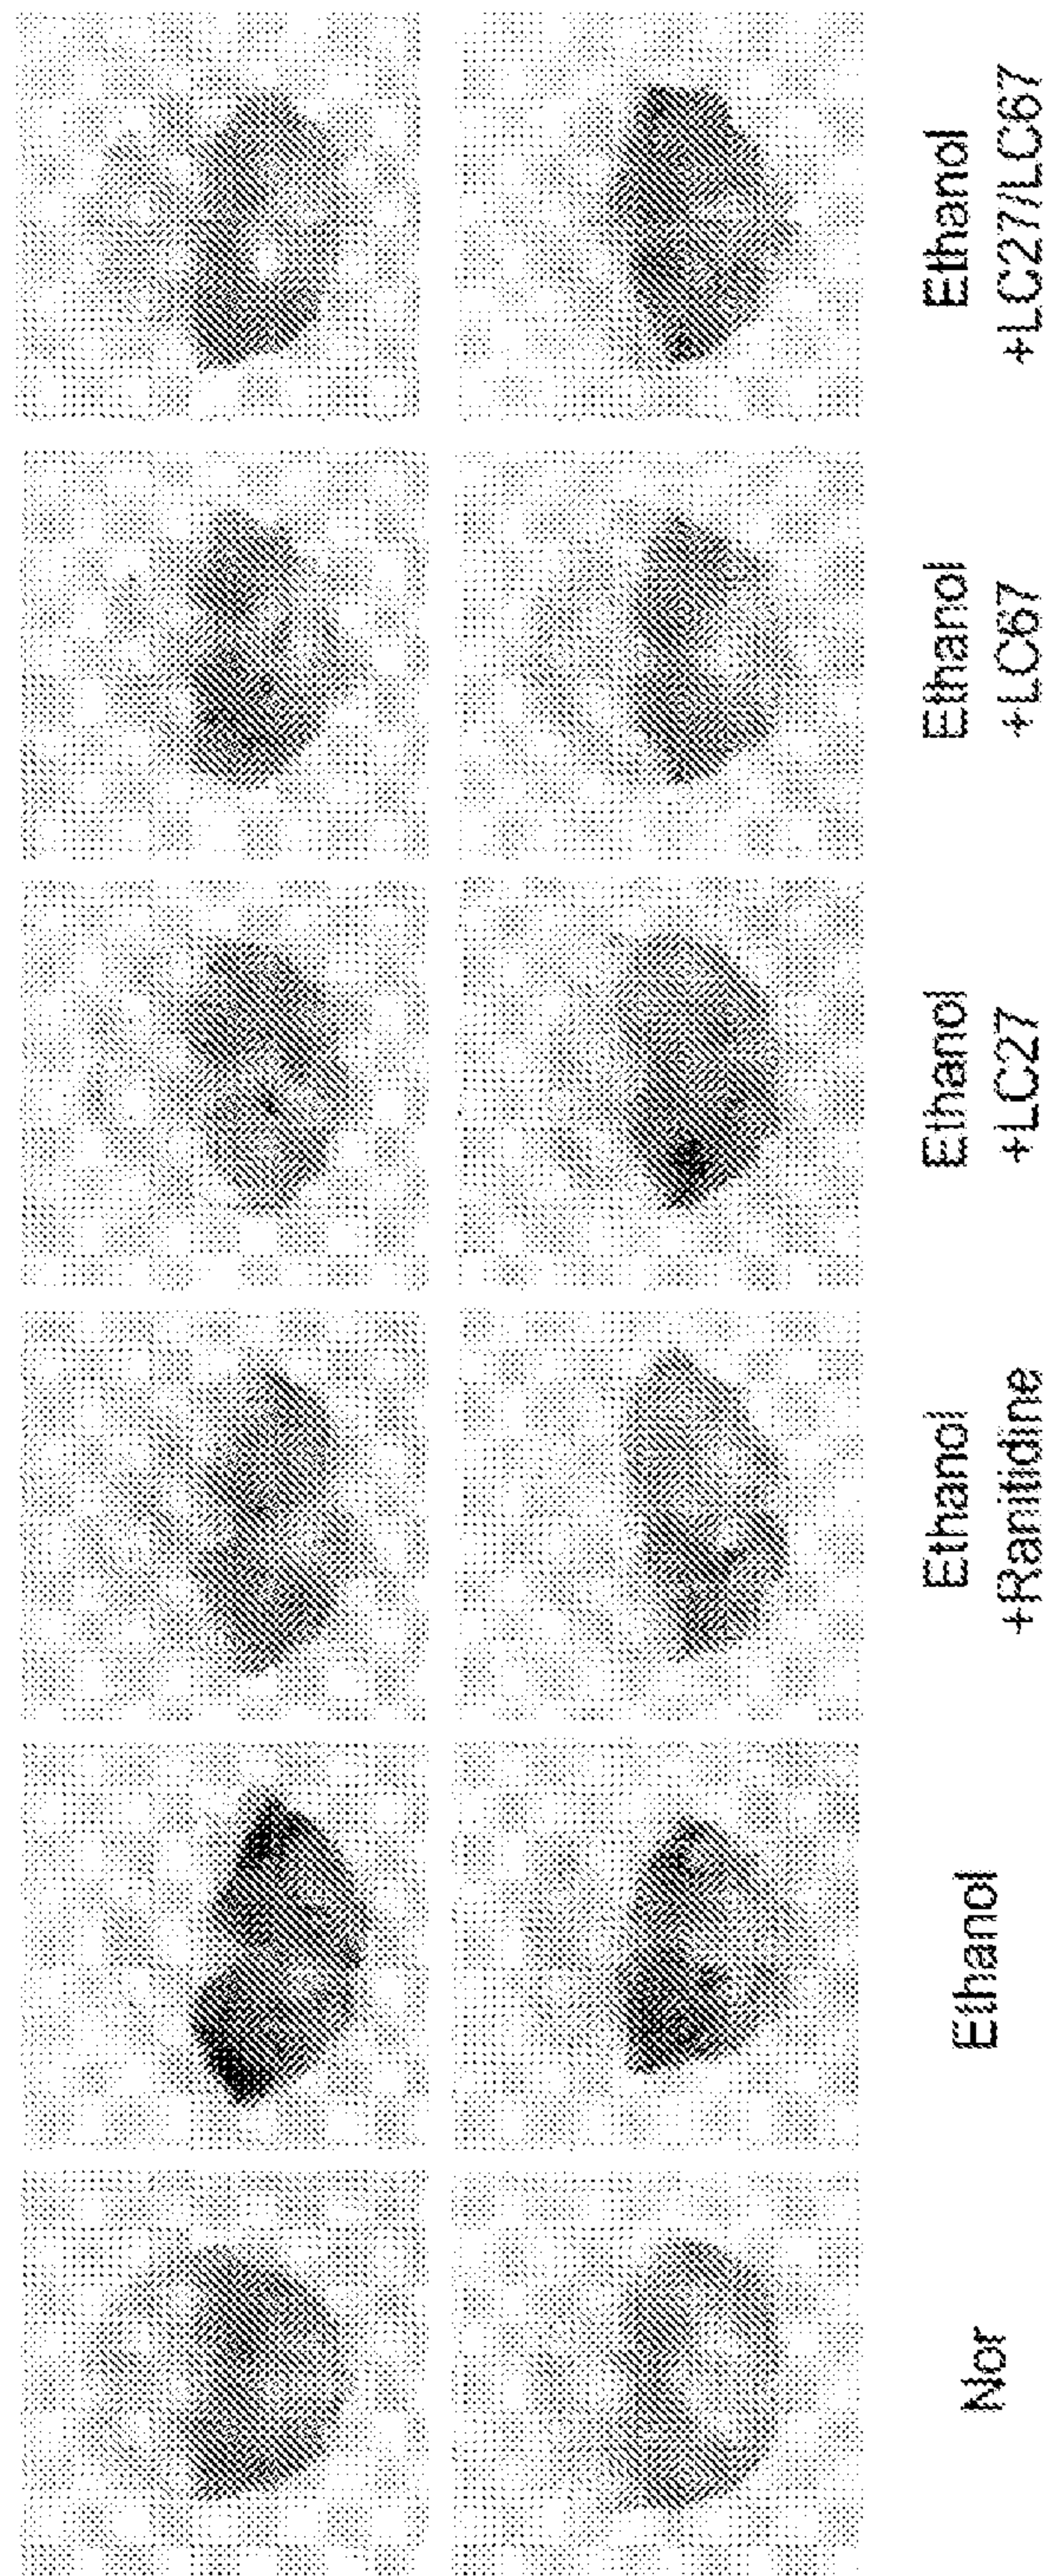 Nor
Ethanol
Ethanol
+Ranitidine
Ethanol
+LC27
Ethanol
+LC67
Ethanol
+LC27/LC67